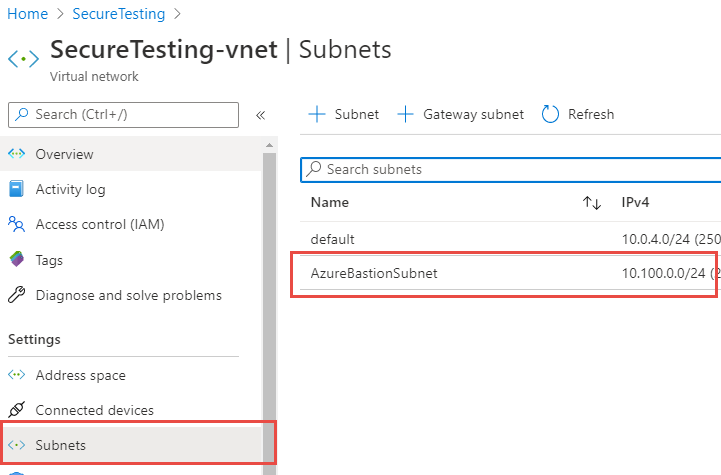 Home > SecureTesting >
SecureTesting-vnet | Subnets
Virtual network
Search (Ctrl+/) «
+ Subnet + Gateway subnet Refresh
Overview
Activity log
Access control (IAM)
Tags
Diagnose and solve problems
Settings
Address space
Connected devices
Subnets
Search subnets
Name ↑↓ IPv4
default 10.0.4.0/24 (250
AzureBastionSubnet 10.100.0.0/24 (2